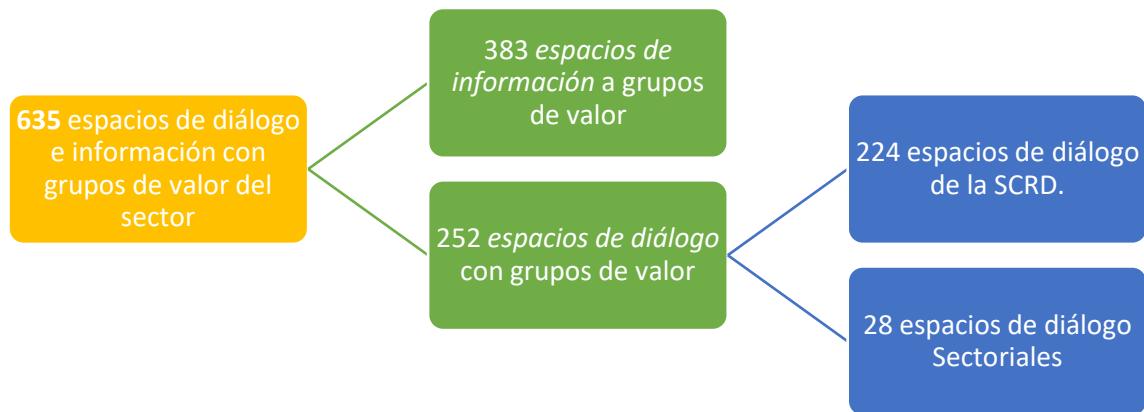 635 espacios de diálogo
e información con
grupos de valor del
sector
383 espacios de
información a grupos
de valor
252 espacios de diálogo
con grupos de valor
224 espacios de diálogo
de la SCRD.
28 espacios de diálogo
Sectoriales